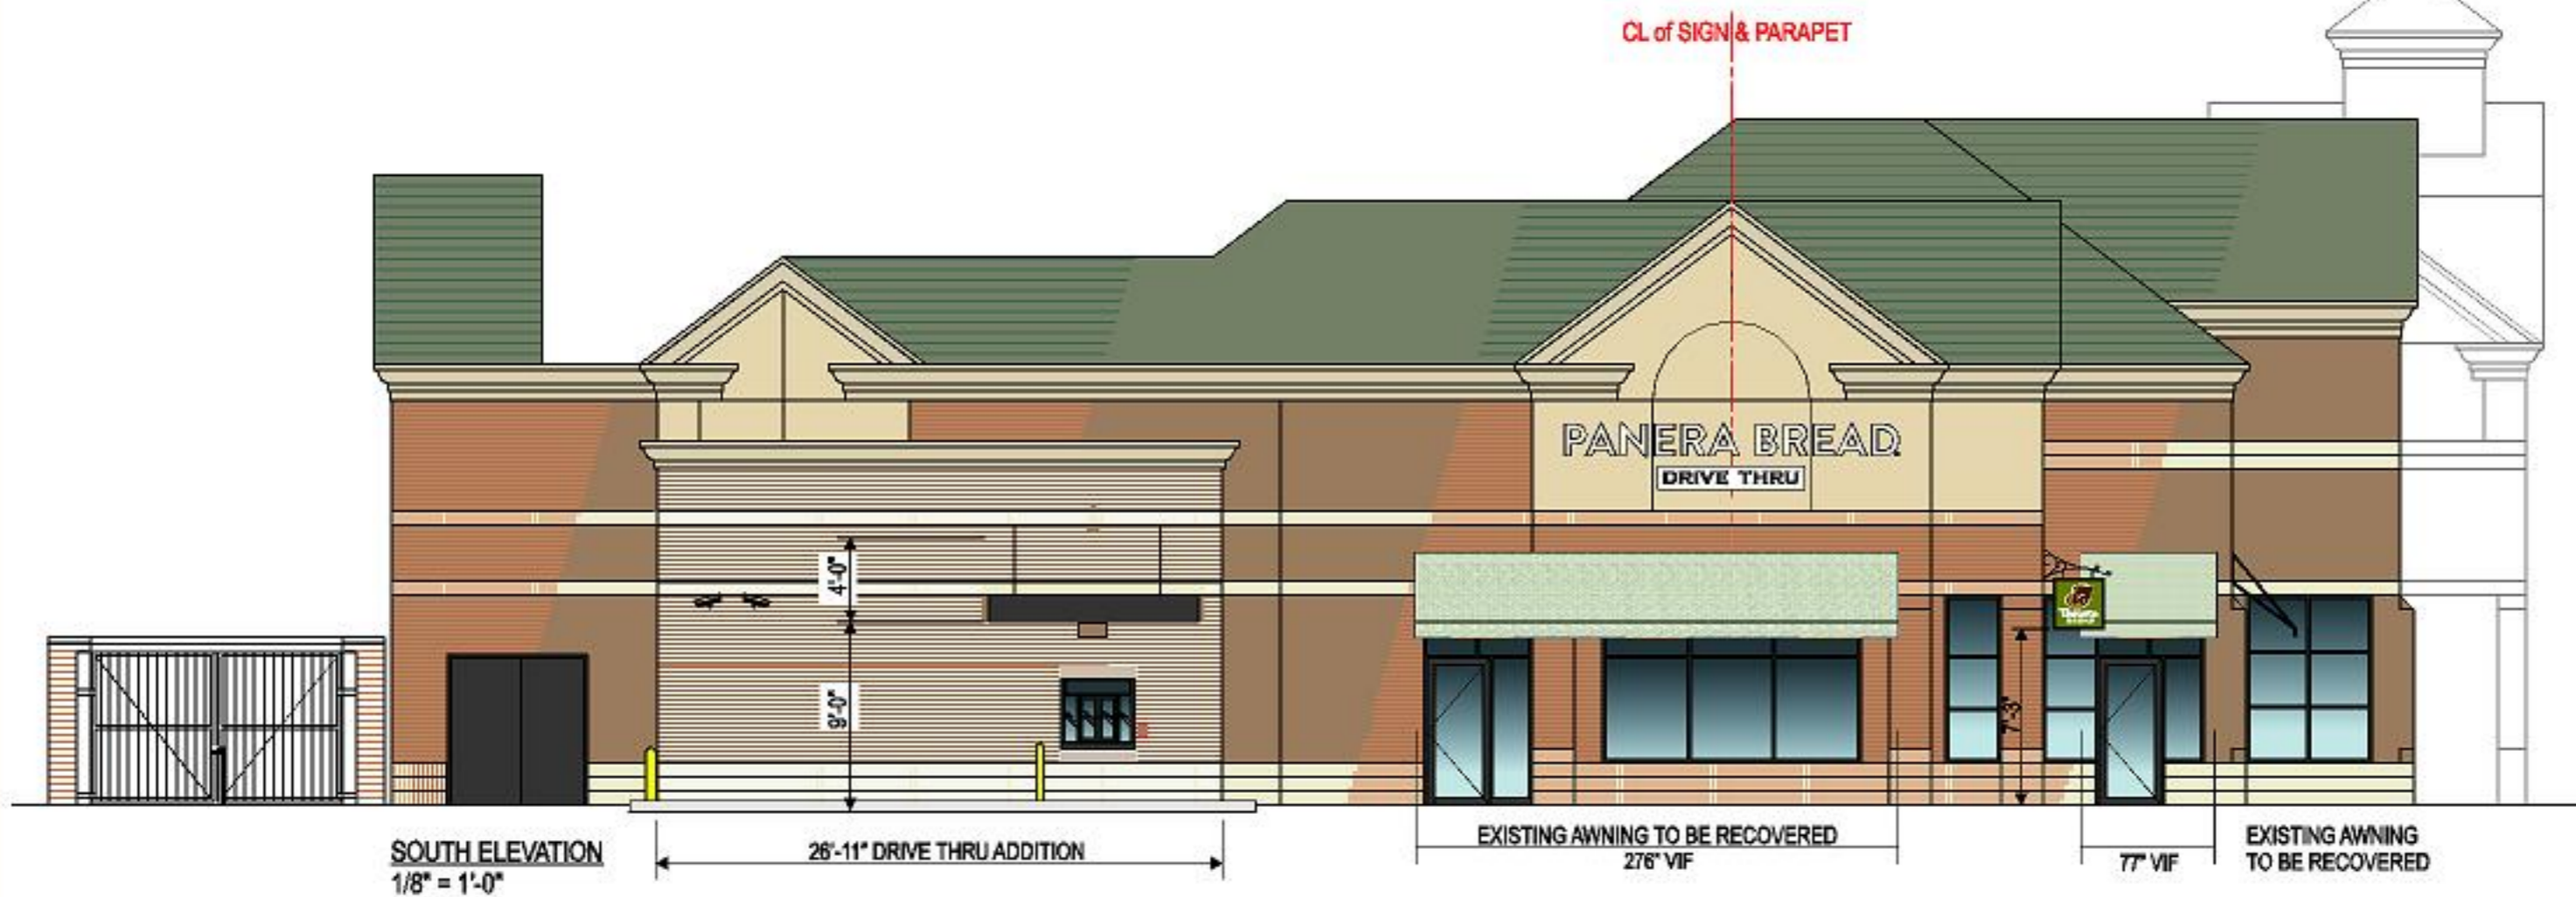 CL of SIGN & PARAPET
PANERA BREAD
DRIVE THRU
4'-0"
9'-0"
7'-3"
SOUTH ELEVATION
1/8" = 1'-0"
26'-11" DRIVE THRU ADDITION
EXISTING AWNING TO BE RECOVERED
276" VIF
77" VIF
EXISTING AWNING
TO BE RECOVERED